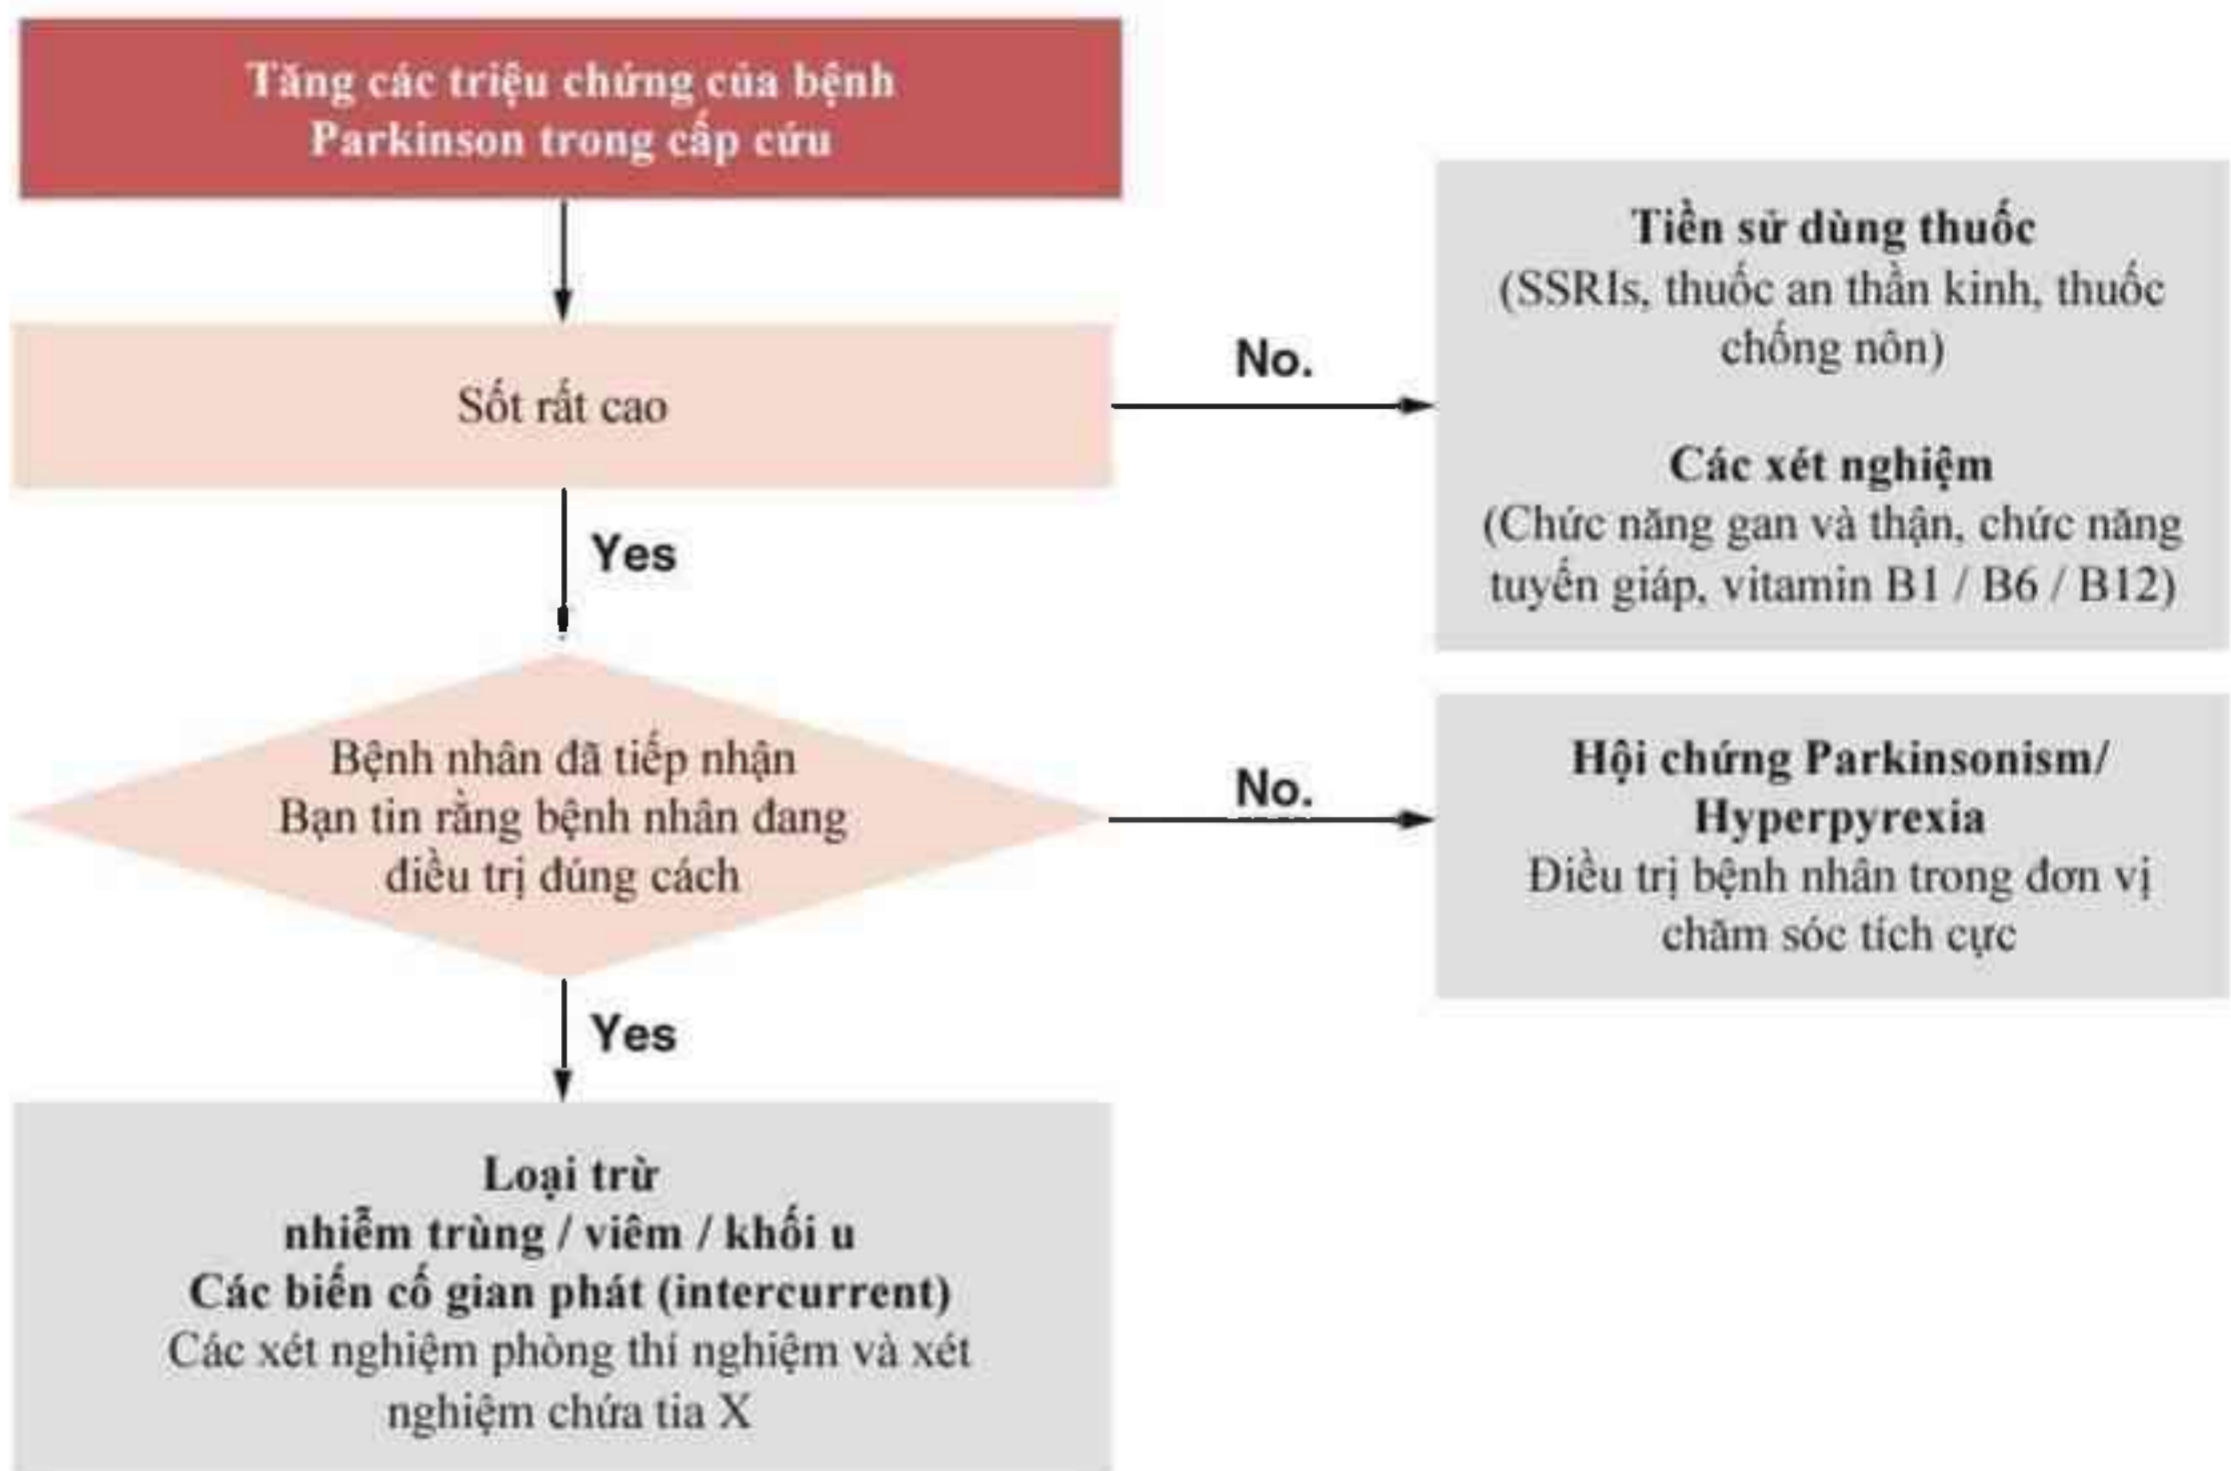 Tăng các triệu chứng của bệnh
Parkinson trong cấp cứu
Sốt rất cao
No.
Tiền sử dùng thuốc
(SSRIs, thuốc an thần kinh, thuốc
chống nôn)
Các xét nghiệm
(Chức năng gan và thận, chức năng
tuyến giáp, vitamin B1 / B6 / B12)
Yes
Bệnh nhân đã tiếp nhận
Bạn tin rằng bệnh nhân đang
điều trị đúng cách
No.
Hội chứng Parkinsonism/
Hyperpyrexia
Điều trị bệnh nhân trong đơn vị
chăm sóc tích cực
Yes
Loại trừ
nhiễm trùng / viêm / khối u
Các biến cố gian phát (intercurrent)
Các xét nghiệm phòng thí nghiệm và xét
nghiệm chứa tia X